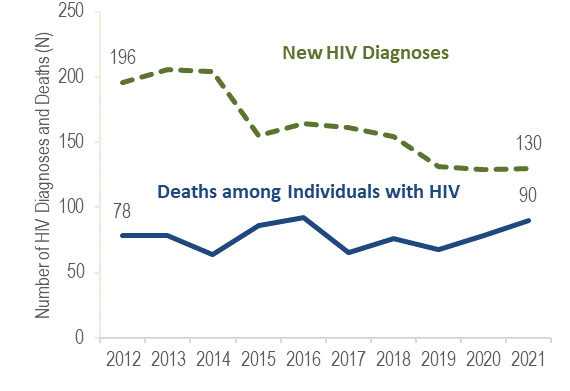 250
200
150
100
50
0
Number of HIV Diagnoses and Deaths (N)
196
New HIV Diagnoses
130
Deaths among Individuals with HIV
78
90
2012 2013 2014 2015 2016 2017 2018 2019 2020 2021